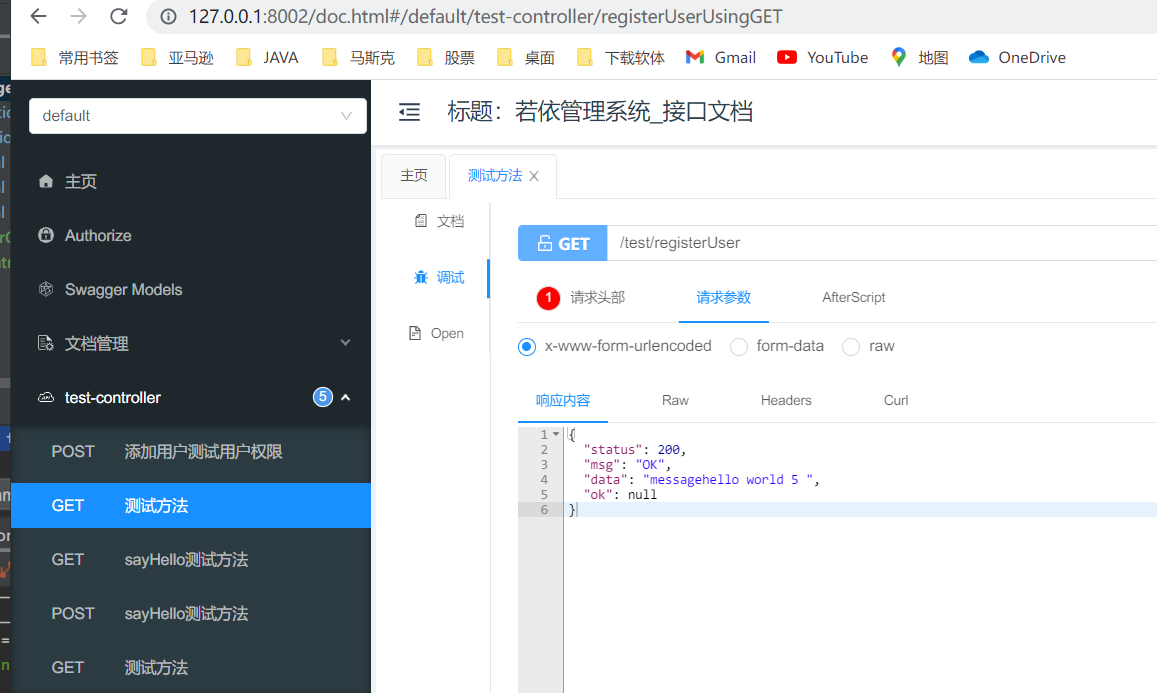 127.0.0.1:8002/doc.html#/default/test-controller/registerUserUsingGET
常用书签 亚马逊 JAVA 马斯克 股票 桌面 下载软体 Gmail YouTube 地图 OneDrive
default
标题：若依管理系统_接口文档
主页
Authorize
Swagger Models
文档管理
test-controller 5
POST 添加用户测试用户权限
GET 测试方法
GET sayHello测试方法
POST sayHello测试方法
GET 测试方法
主页 测试方法
文档
调试
Open
GET /test/registerUser
1 请求头部 请求参数 AfterScript
x-www-form-urlencoded form-data raw
响应内容 Raw Headers Curl
1 {
2 "status": 200,
3 "msg": "OK",
4 "data": "messagehello world 5 ",
5 "ok": null
6 }